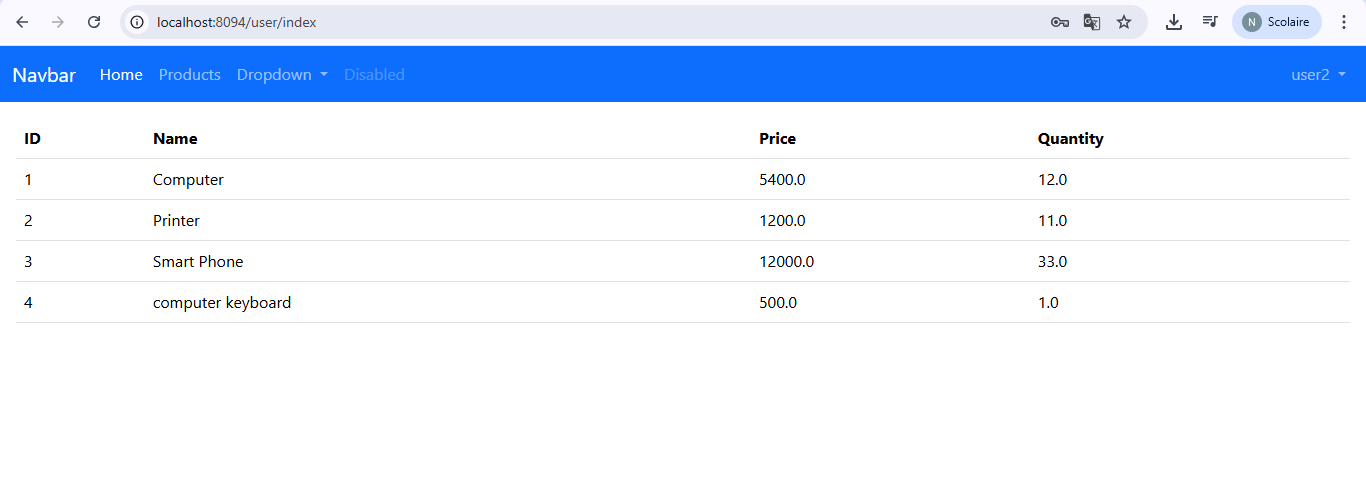 localhost:8094/user/index
N Scolaire
Navbar Home Products Dropdown Disabled user2
ID Name Price Quantity
1 Computer 5400.0 12.0
2 Printer 1200.0 11.0
3 Smart Phone 12000.0 33.0
4 computer keyboard 500.0 1.0